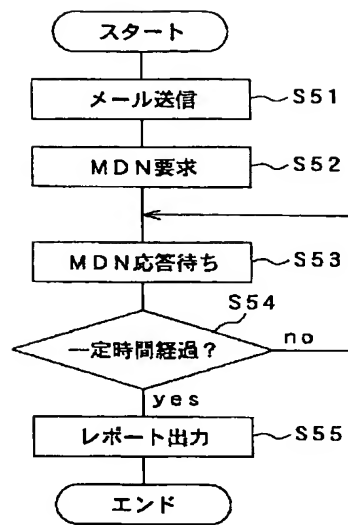 スタート
メール送信 S51
MDN要求 S52
MDN応答待ち S53
S54
一定時間経過? no
yes
レポート出力 S55
エンド